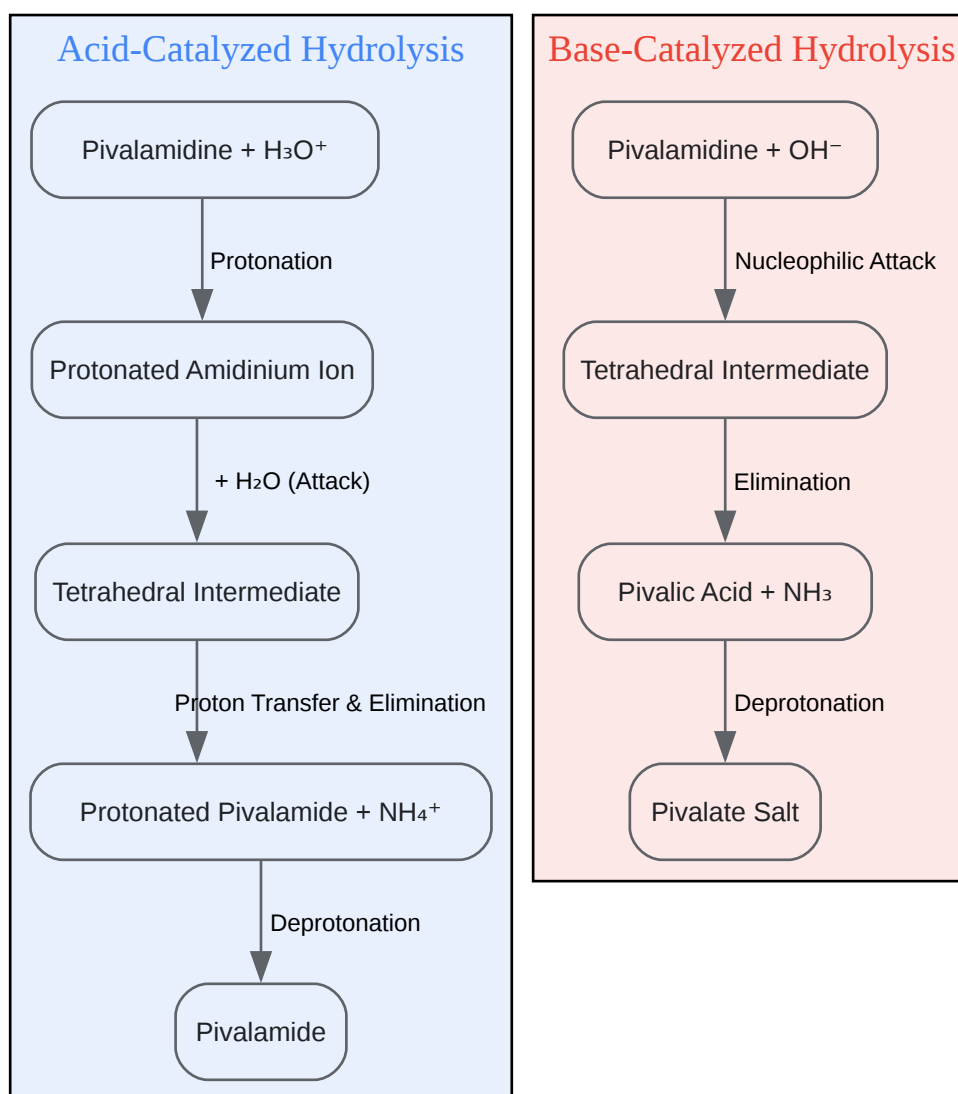 Acid-Catalyzed Hydrolysis
Pivalamidine + H₃O⁺
Protonation
Protonated Amidinium Ion
+ H₂O (Attack)
Tetrahedral Intermediate
Proton Transfer & Elimination
Protonated Pivalamide + NH₄⁺
Deprotonation
Pivalamide
Base-Catalyzed Hydrolysis
Pivalamidine + OH⁻
Nucleophilic Attack
Tetrahedral Intermediate
Elimination
Pivalic Acid + NH₃
Deprotonation
Pivalate Salt